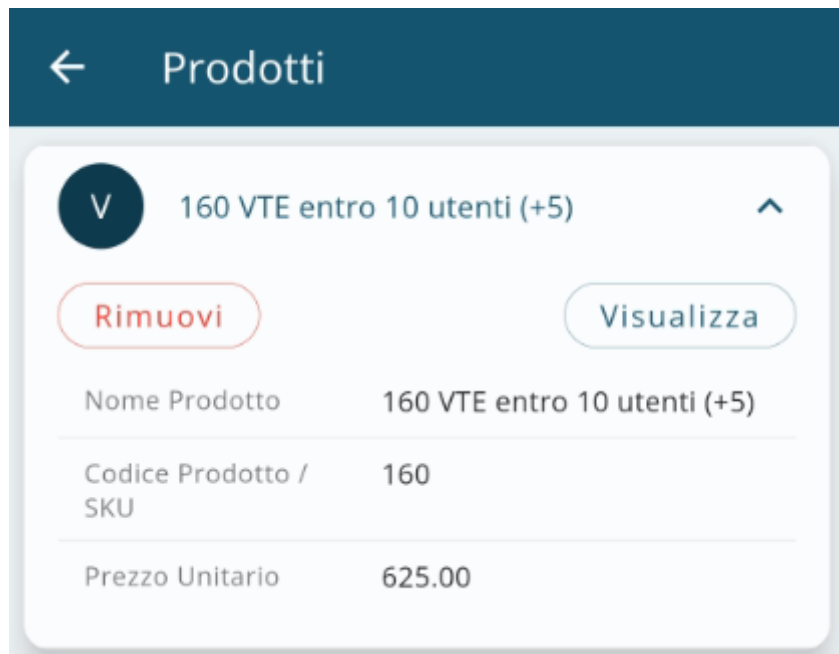 Prodotti
V
160 VTE entro 10 utenti (+5)
Rimuovi
Visualizza
Nome Prodotto
160 VTE entro 10 utenti (+5)
Codice Prodotto /
SKU
160
Prezzo Unitario
625.00